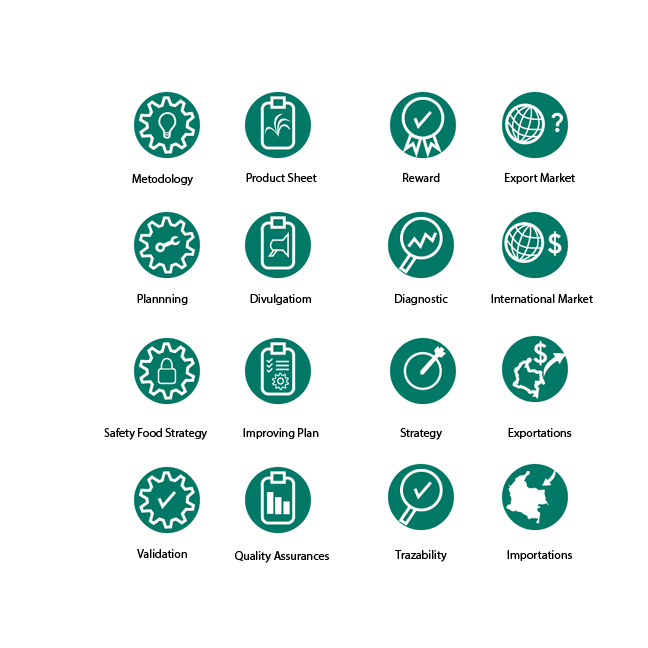 Metodology
Product Sheet
Reward
?
Export Market
Plannning
Divulgatiom
Diagnostic
$
International Market
Safety Food Strategy
Improving Plan
Strategy
$
Exportations
Validation
Quality Assurances
Trazability
Importations